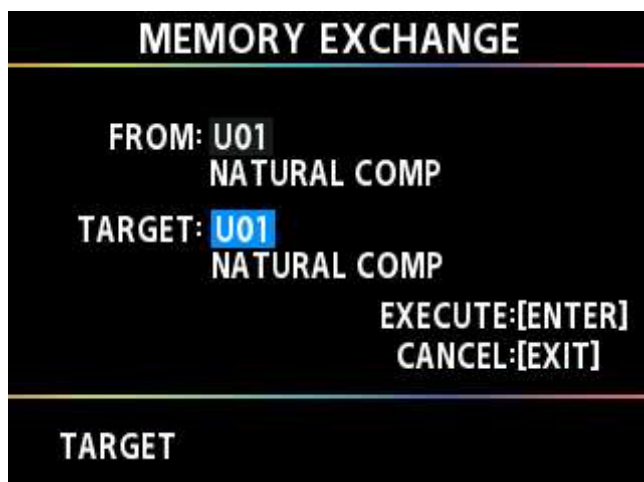 MEMORY EXCHANGE
FROM: U01
NATURAL COMP
TARGET: U01
NATURAL COMP
EXECUTE:[ENTER]
CANCEL:[EXIT]
TARGET